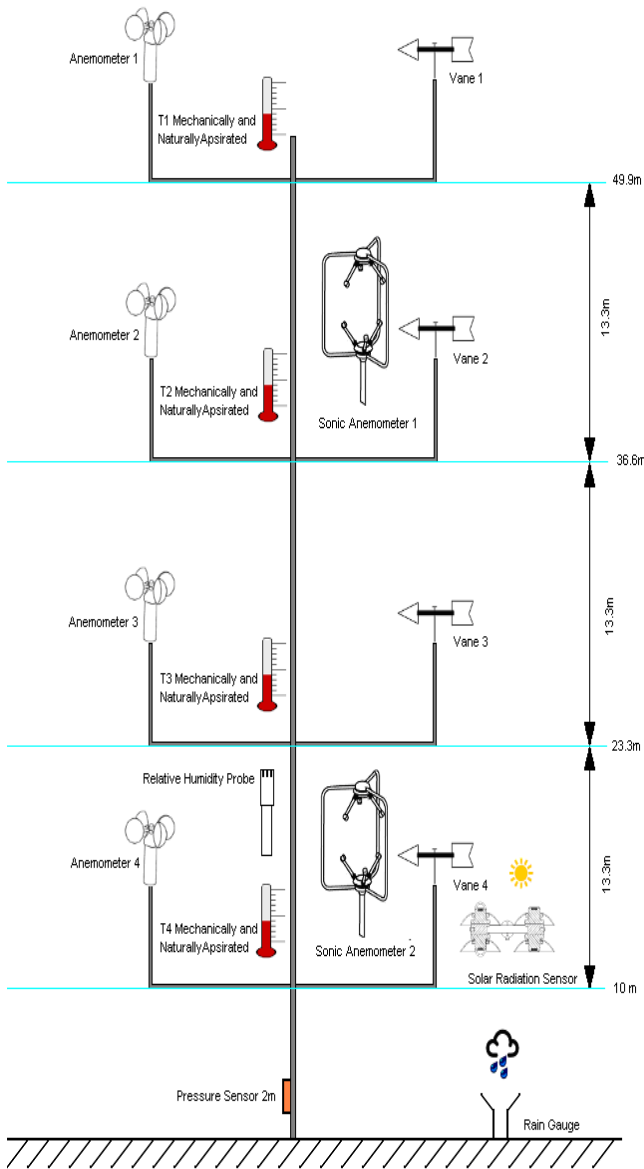 Anemometer 1
Vane 1
T1 Mechanically and
NaturallyApsirated
49.9m
13.3m
Anemometer 2
Vane 2
T2 Mechanically and
NaturallyApsirated
Sonic Anemometer 1
36.6m
13.3m
Anemometer 3
Vane 3
T3 Mechanically and
NaturallyApsirated
23.3m
Relative Humidity Probe
13.3m
Anemometer 4
Vane 4
T4 Mechanically and
NaturallyApsirated
Sonic Anemometer 2
Solar Radiation Sensor
10 m
Pressure Sensor 2m
Rain Gauge